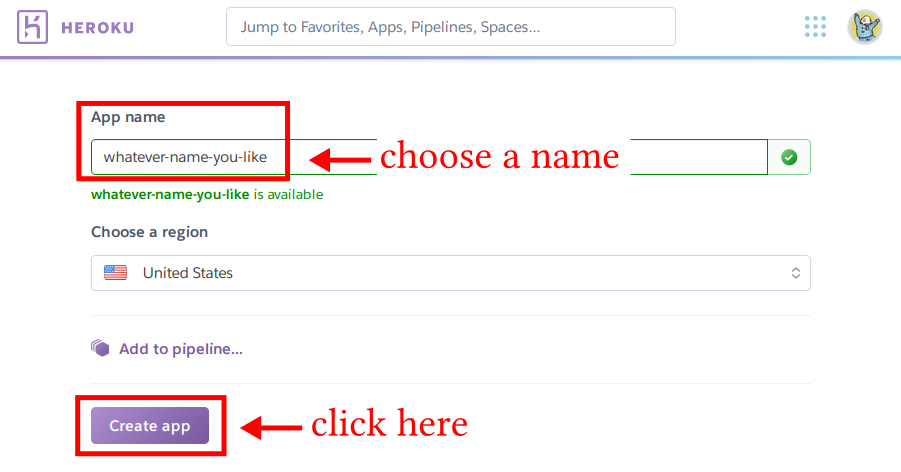 HEROKU
Jump to Favorites, Apps, Pipelines, Spaces...
App name
whatever-name-you-like
choose a name
whatever-name-you-like is available
Choose a region
United States
Add to pipeline...
Create app
click here